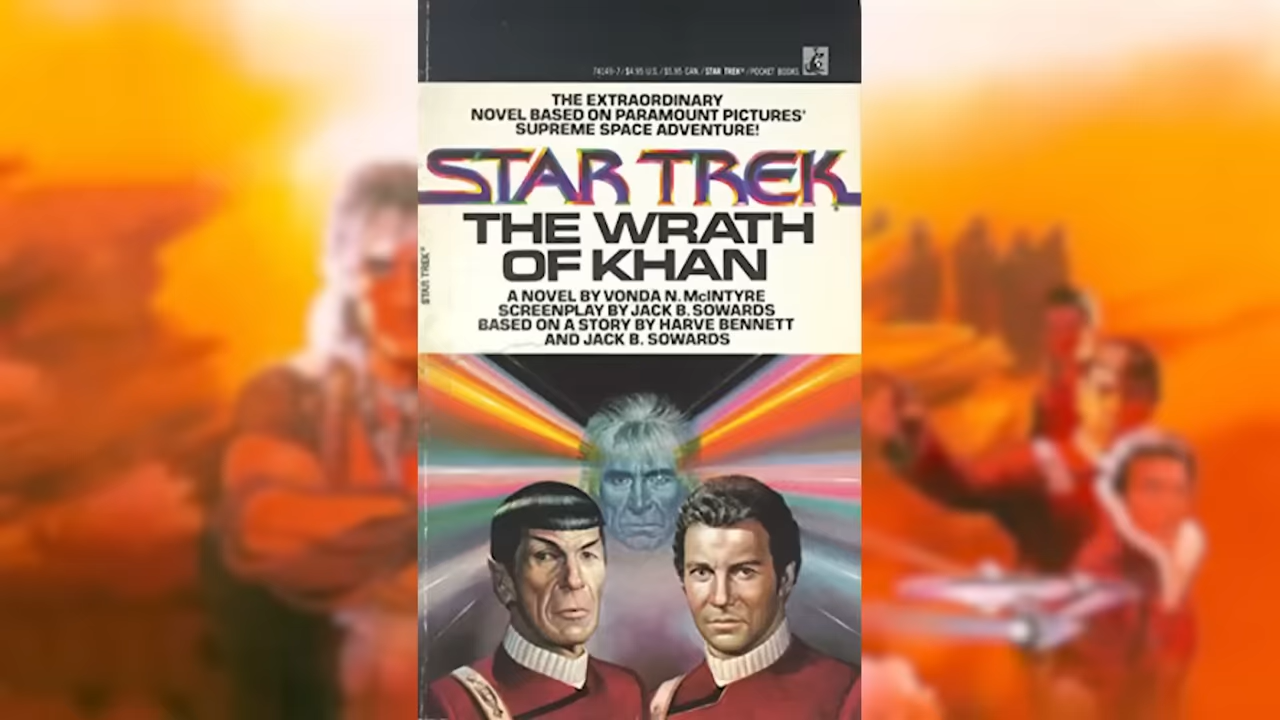 74149-7/$4.95 U.S./$5.95 CAN./STAR TREK®/POCKET BOOKS
THE EXTRAORDINARY
NOVEL BASED ON PARAMOUNT PICTURES'
SUPREME SPACE ADVENTURE!
STAR TREK®
THE WRATH
OF KHAN
A NOVEL BY VONDA N. McINTYRE
SCREENPLAY BY JACK B. SOWARDS
BASED ON A STORY BY HARVE BENNETT
AND JACK B. SOWARDS
STAR TREK®